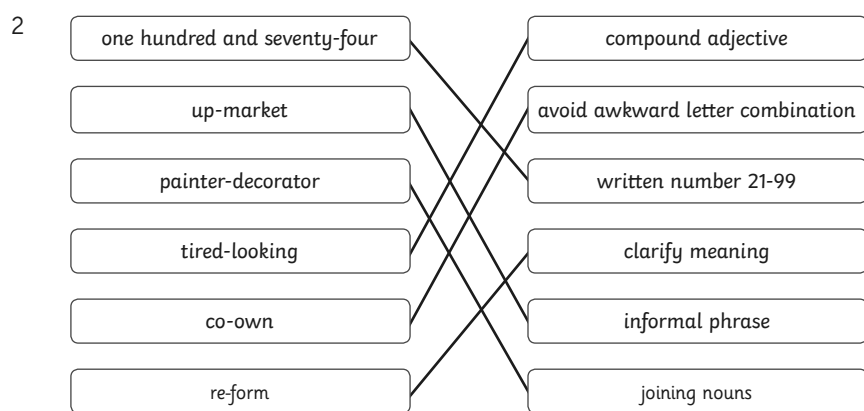 2
one hundred and seventy-four
compound adjective
up-market
avoid awkward letter combination
painter-decorator
written number 21-99
tired-looking
clarify meaning
co-own
informal phrase
re-form
joining nouns